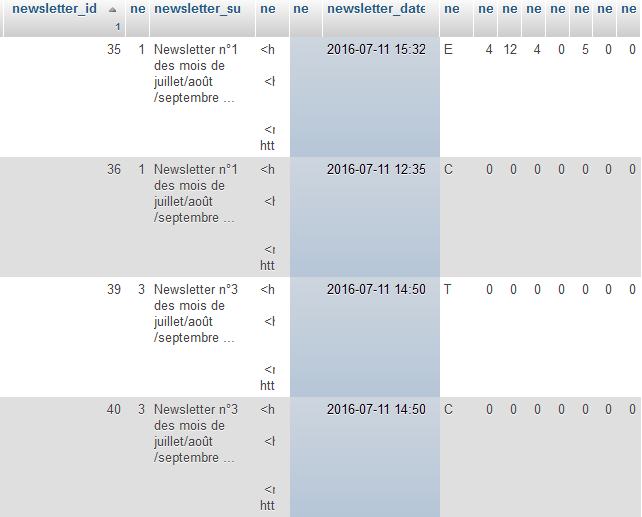 newsletter_id ne newsletter_su ne ne newsletter_date ne ne ne ne ne ne ne ne
1
35 1 Newsletter n°1 <h 2016-07-11 15:32 E 4 12 4 0 5 0 0
des mois de
juillet/août <h
/septembre ...
<r
htt
36 1 Newsletter n°1 <h 2016-07-11 12:35 C 0 0 0 0 0 0 0
des mois de
juillet/août <h
/septembre ...
<r
htt
39 3 Newsletter n°3 <h 2016-07-11 14:50 T 0 0 0 0 0 0 0
des mois de
juillet/août <h
/septembre ...
<r
htt
40 3 Newsletter n°3 <h 2016-07-11 14:50 C 0 0 0 0 0 0 0
des mois de
juillet/août <h
/septembre ...
<r
htt